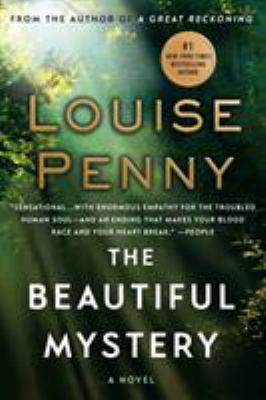 FROM THE AUTHOR OF A GREAT RECKONING
#1
NEW YORK TIMES
BESTSELLING
AUTHOR
LOUISE
PENNY
"SENSATIONAL...WITH ENORMOUS EMPATHY FOR THE TROUBLED
HUMAN SOUL—AND AN ENDING THAT MAKES YOUR BLOOD
RACE AND YOUR HEART BREAK." —PEOPLE
THE
BEAUTIFUL
MYSTERY
A NOVEL